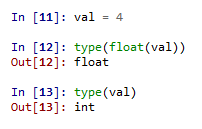 In [11]: val = 4
In [12]: type(float(val))
Out[12]: float
In [13]: type(val)
Out[13]: int